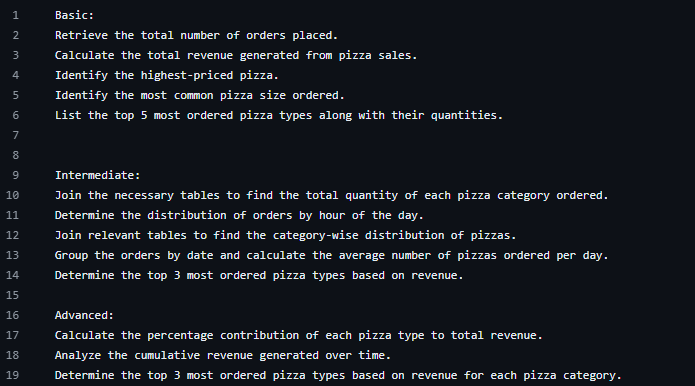 1 Basic:
2 Retrieve the total number of orders placed.
3 Calculate the total revenue generated from pizza sales.
4 Identify the highest-priced pizza.
5 Identify the most common pizza size ordered.
6 List the top 5 most ordered pizza types along with their quantities.
7
8
9 Intermediate:
10 Join the necessary tables to find the total quantity of each pizza category ordered.
11 Determine the distribution of orders by hour of the day.
12 Join relevant tables to find the category-wise distribution of pizzas.
13 Group the orders by date and calculate the average number of pizzas ordered per day.
14 Determine the top 3 most ordered pizza types based on revenue.
15
16 Advanced:
17 Calculate the percentage contribution of each pizza type to total revenue.
18 Analyze the cumulative revenue generated over time.
19 Determine the top 3 most ordered pizza types based on revenue for each pizza category.